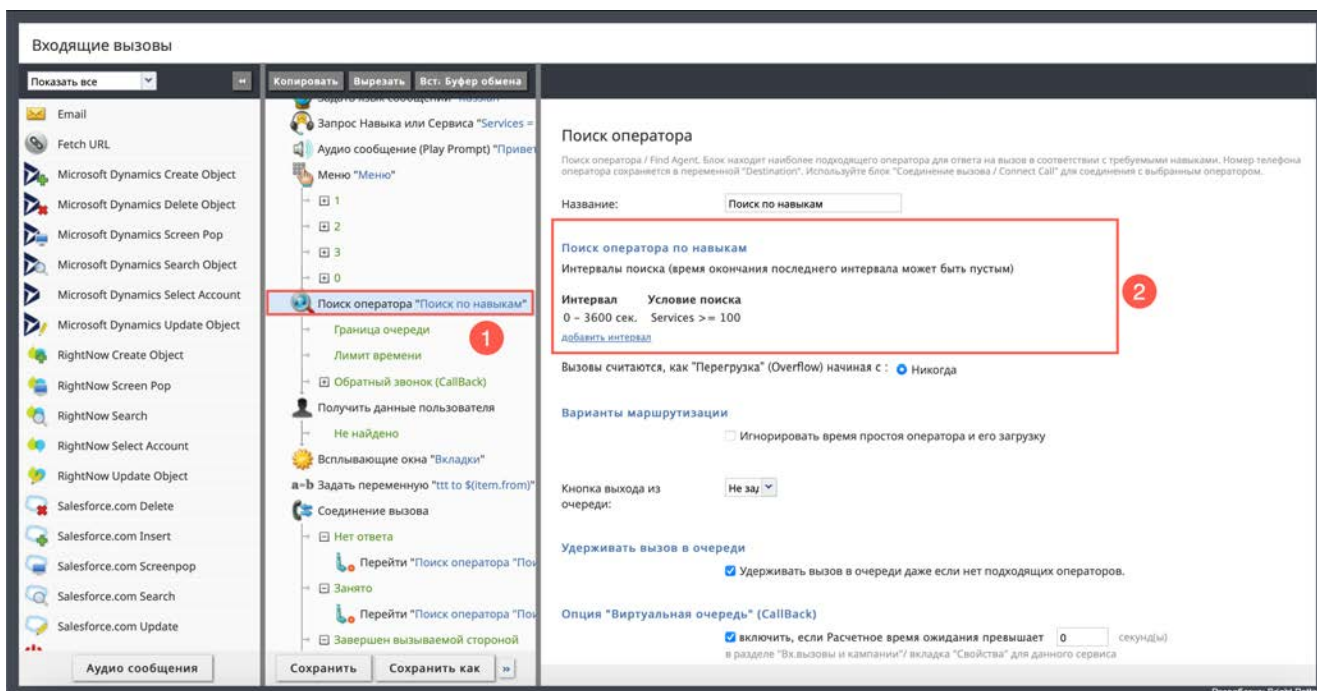 Входящие вызовы
Показать все
Email
Fetch URL
Microsoft Dynamics Create Object
Microsoft Dynamics Delete Object
Microsoft Dynamics Screen Pop
Microsoft Dynamics Search Object
Microsoft Dynamics Select Account
Microsoft Dynamics Update Object
RightNow Create Object
RightNow Screen Pop
RightNow Search
RightNow Select Account
RightNow Update Object
Salesforce.com Delete
Salesforce.com Insert
Salesforce.com Screenpop
Salesforce.com Search
Salesforce.com Update
Аудио сообщения
Копировать Вырезать Вст. Буфер обмена
Задать язык сообщений "Russian"
Запрос Навыка или Сервиса "Services =
Аудио сообщение (Play Prompt) "Привет
Меню "Меню"
1
2
3
0
Поиск оператора "Поиск по навыкам"
Граница очереди
1
Лимит времени
Обратный звонок (CallBack)
Получить данные пользователя
Не найдено
Всплывающие окна "Вкладки"
a=b Задать переменную "ttt to $(item.from)"
Соединение вызова
Нет ответа
Перейти "Поиск оператора "Пои
Занято
Перейти "Поиск оператора "Пои
Завершен вызываемой стороной
Сохранить Сохранить как »
Поиск оператора
Поиск оператора / Find Agent. Блок находит наиболее подходящего оператора для ответа на вызов в соответствии с требуемыми навыками. Номер телефона
оператора сохраняется в переменной "Destination". Используйте блок "Соединение вызова / Connect Call" для соединения с выбранным оператором.
Название: Поиск по навыкам
Поиск оператора по навыкам
Интервалы поиска (время окончания последнего интервала может быть пустым)
2
Интервал Условие поиска
0 – 3600 сек. Services >= 100
добавить интервал
Вызовы считаются, как "Перегрузка" (Overflow) начиная с : Никогда
Варианты маршрутизации
Игнорировать время простоя оператора и его загрузку
Кнопка выхода из Не зад
очереди:
Удерживать вызов в очереди
Удерживать вызов в очереди даже если нет подходящих операторов.
Опция "Виртуальная очередь" (CallBack)
включить, если Расчетное время ожидания превышает 0 секунд(ы)
в разделе "Вх.вызовы и кампании"/ вкладка "Свойства" для данного сервиса